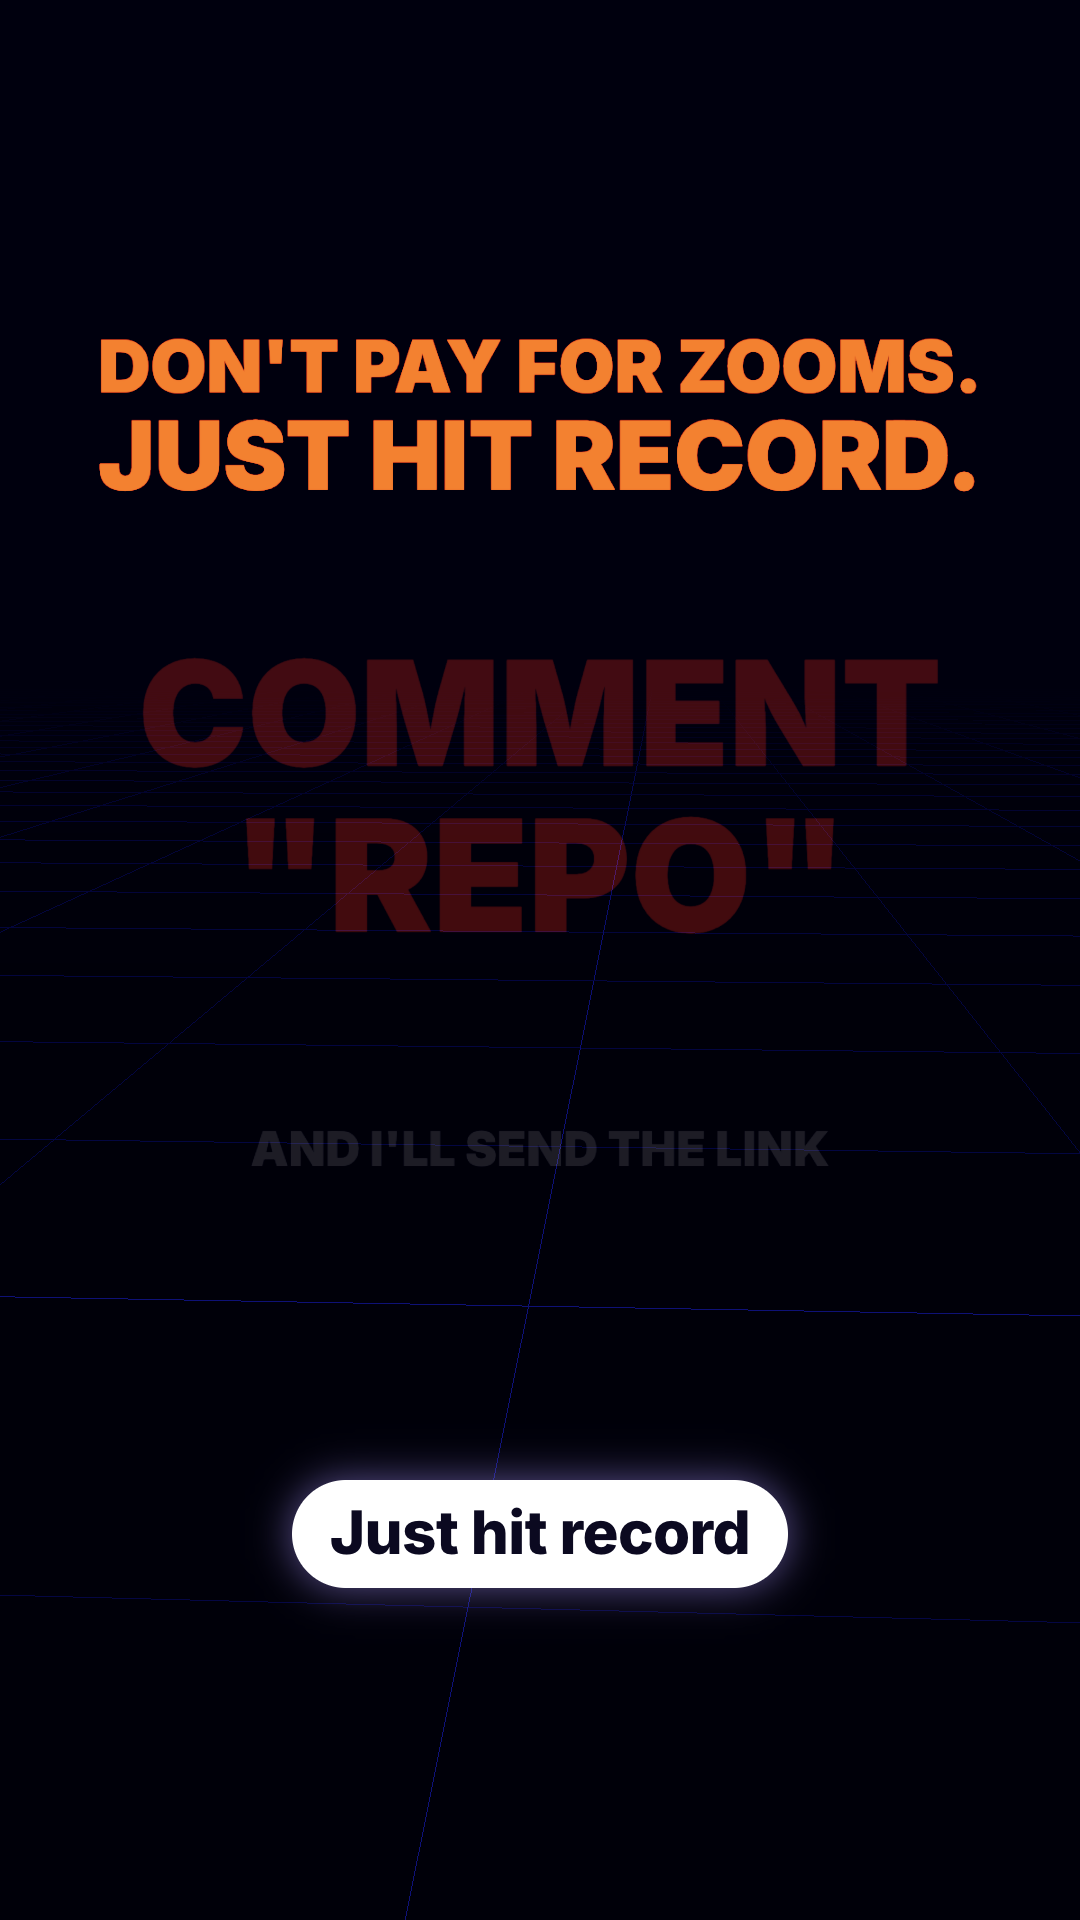 DON'T PAY FOR ZOOMS.
JUST HIT RECORD.
COMMENT
"REPO"
AND I'LL SEND THE LINK
Just hit record